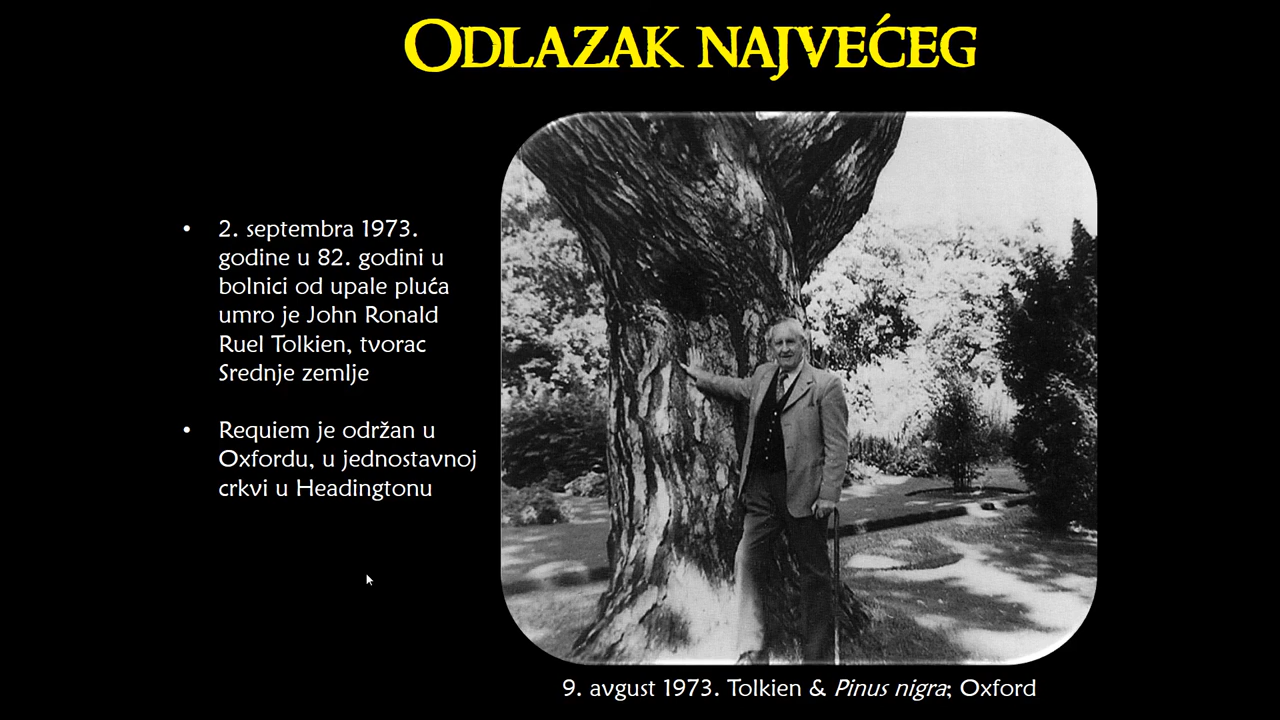 ODLAZAK NAJVEĆEG
• 2. septembra 1973.
godine u 82. godini u
bolnici od upale pluća
umro je John Ronald
Ruel Tolkien, tvorac
Srednje zemlje
• Requiem je održan u
Oxfordu, u jednostavnoj
crkvi u Headingtonu
9. avgust 1973. Tolkien & Pinus nigra; Oxford